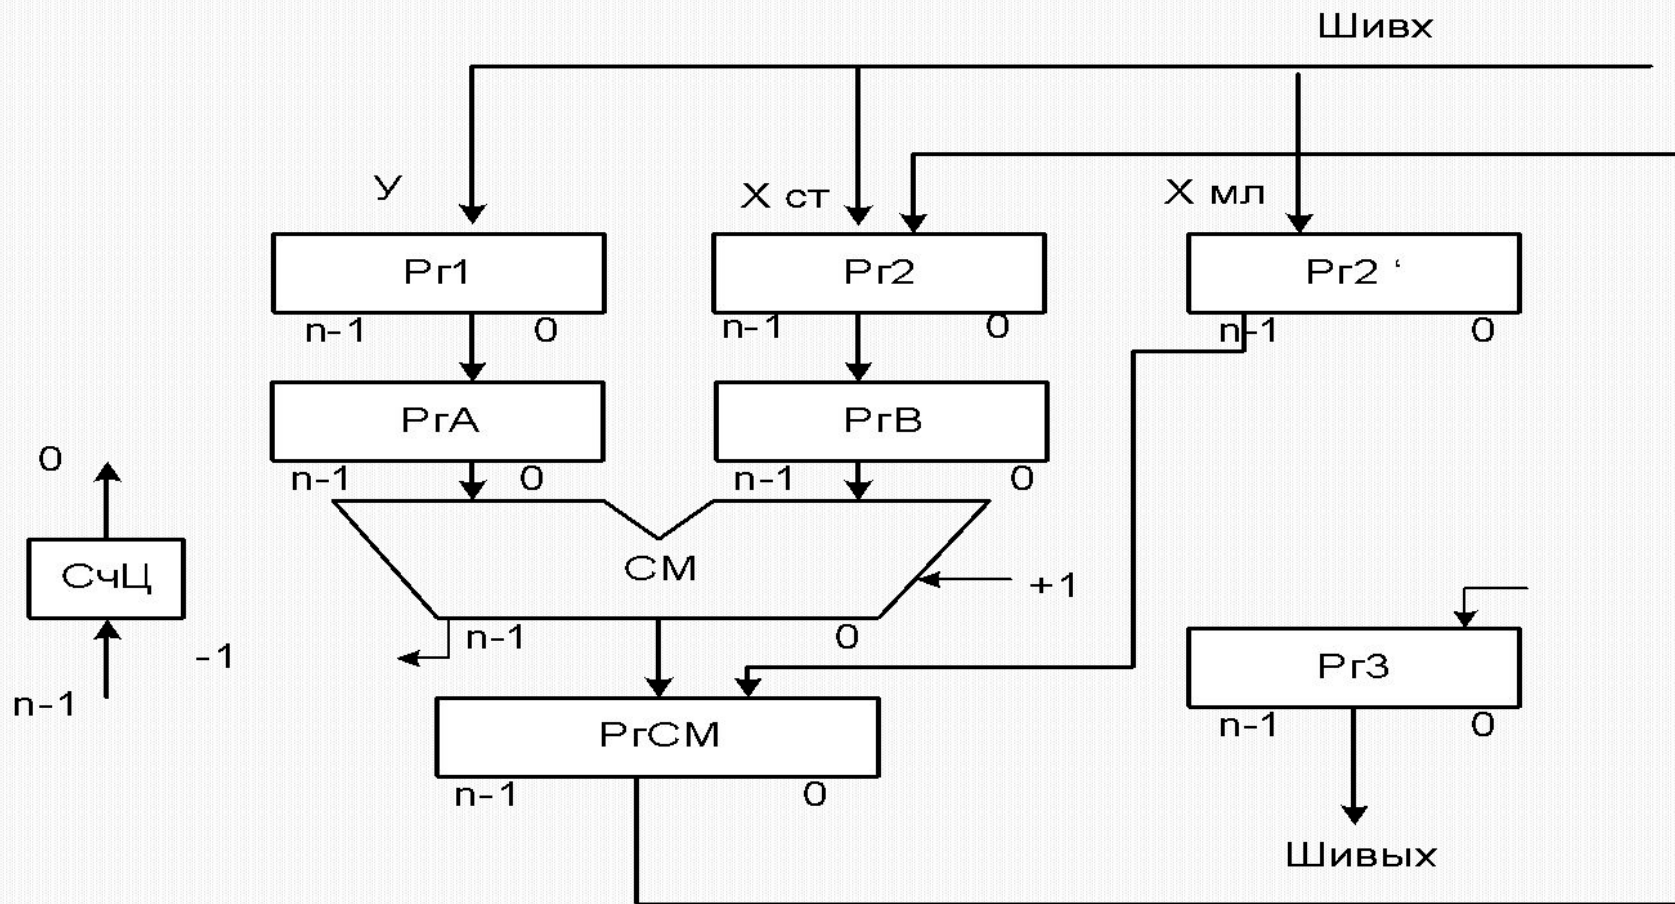 Шивх
У
Х ст
Х мл
Рг1
Рг2
Рг2 ‘
n-1
0
n-1
0
n-1
0
РгА
РгВ
n-1
0
n-1
0
0
СчЦ
-1
n-1
СМ
+1
n-1
0
РгСМ
n-1
0
Рг3
n-1
0
Шивых